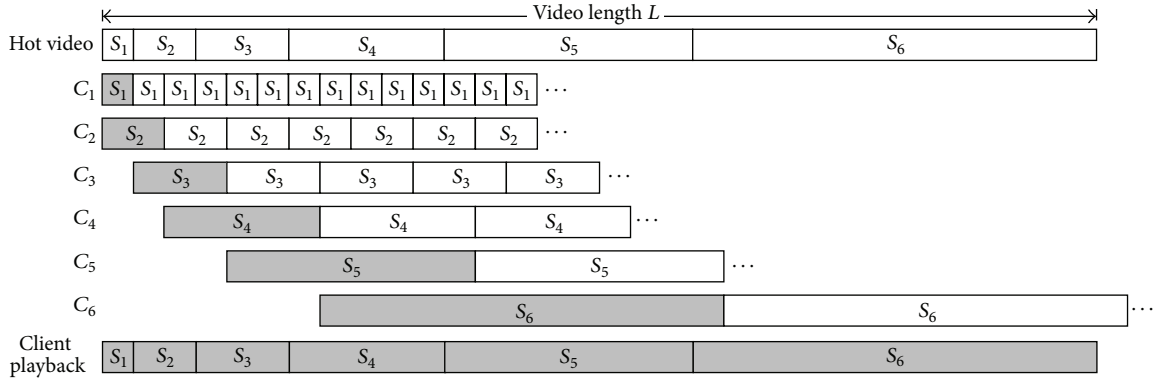 Video length L
Hot video S1 S2 S3 S4 S5 S6
C1 S1 S1 S1 S1 S1 S1 S1 S1 S1 S1 S1 S1 S1 S1 ···
C2 S2 S2 S2 S2 S2 S2 S2 ···
C3 S3 S3 S3 S3 S3 ···
C4 S4 S4 S4 ···
C5 S5 S5 ···
C6 S6 S6 ···
Client
playback S1 S2 S3 S4 S5 S6